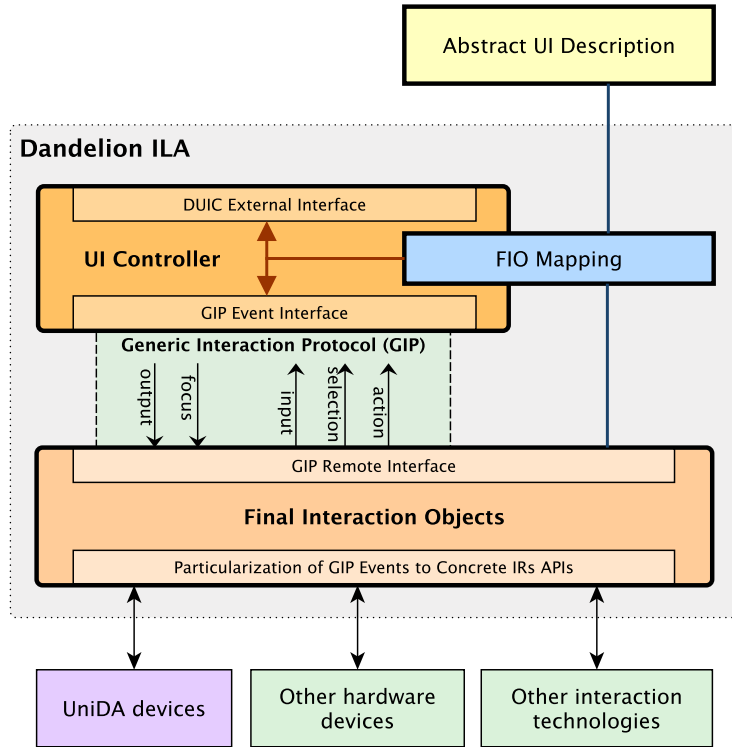 Abstract UI Description
Dandelion ILA
DUIC External Interface
UI Controller
FIO Mapping
GIP Event Interface
Generic Interaction Protocol (GIP)
output
focus
input
selection
action
GIP Remote Interface
Final Interaction Objects
Particularization of GIP Events to Concrete IRs APIs
UniDA devices
Other hardware
devices
Other interaction
technologies